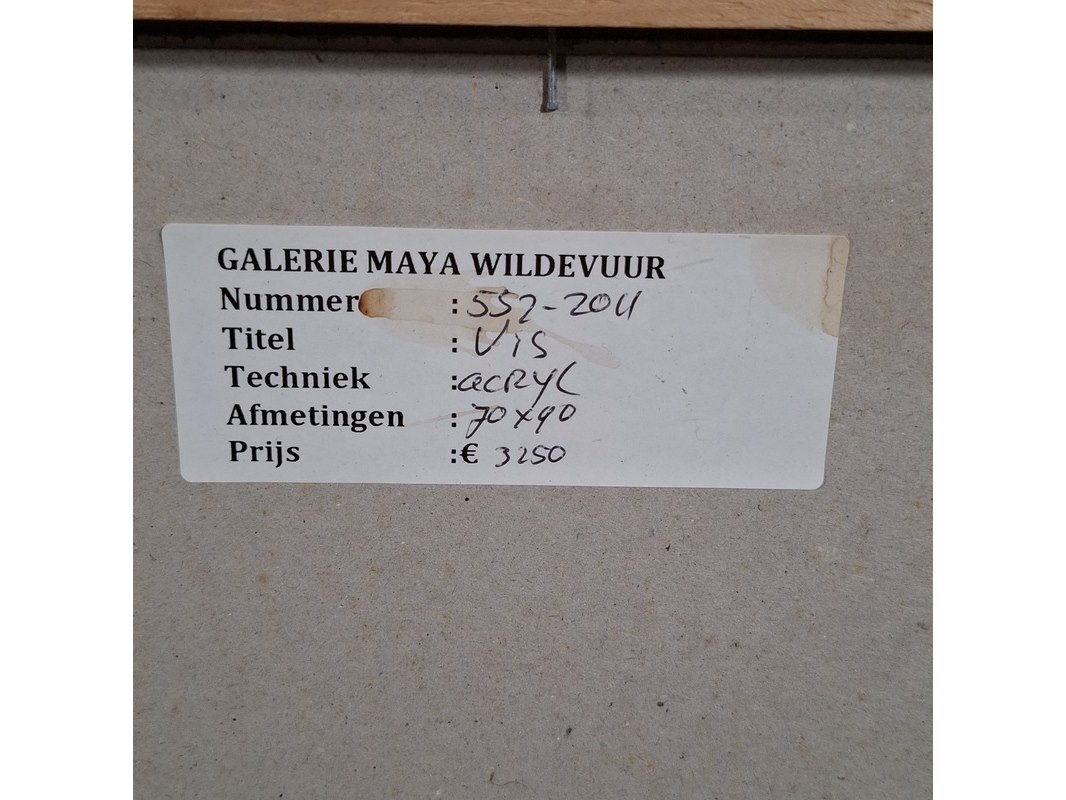 GALERIE MAYA WILDEVUUR
Nummer : 552-2011
Titel : Vis
Techniek : acryl
Afmetingen : 70x90
Prijs :€ 3250